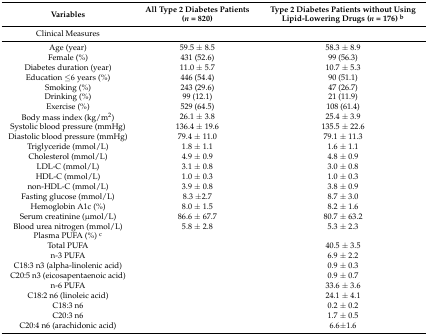 Variables All Type 2 Diabetes Patients (n = 820) Type 2 Diabetes Patients without Using Lipid-Lowering Drugs (n = 176) b
Clinical Measures
Age (year) 59.5 ± 8.5 58.3 ± 8.9
Female (%) 431 (52.6) 99 (56.3)
Diabetes duration (year) 11.0 ± 5.7 10.7 ± 5.3
Education ≤6 years (%) 446 (54.4) 90 (51.1)
Smoking (%) 243 (29.6) 47 (26.7)
Drinking (%) 99 (12.1) 21 (11.9)
Exercise (%) 529 (64.5) 108 (61.4)
Body mass index (kg/m2) 26.1 ± 3.8 25.4 ± 3.9
Systolic blood pressure (mmHg) 136.4 ± 19.6 135.5 ± 22.6
Diastolic blood pressure (mmHg) 79.4 ± 11.0 79.1 ± 11.3
Triglyceride (mmol/L) 1.8 ± 1.1 1.6 ± 1.1
Cholesterol (mmol/L) 4.9 ± 0.9 4.8 ± 0.9
LDL-C (mmol/L) 3.1 ± 0.8 3.0 ± 0.8
HDL-C (mmol/L) 1.0 ± 0.3 1.0 ± 0.3
non-HDL-C (mmol/L) 3.9 ± 0.8 3.8 ± 0.9
Fasting glucose (mmol/L) 8.3 ±2.7 8.7 ± 3.0
Hemoglobin A1c (%) 8.0 ± 1.5 8.2 ± 1.6
Serum creatinine (μmol/L) 86.6 ± 67.7 80.7 ± 63.2
Blood urea nitrogen (mmol/L) 5.8 ± 2.8 5.3 ± 2.3
Plasma PUFA (%) c
Total PUFA 40.5 ± 3.5
n-3 PUFA 6.9 ± 2.2
C18:3 n3 (alpha-linolenic acid) 0.9 ± 0.3
C20:5 n3 (eicosapentaenoic acid) 0.9 ± 0.7
n-6 PUFA 33.6 ± 3.6
C18:2 n6 (linoleic acid) 24.1 ± 4.1
C18:3 n6 0.2 ± 0.2
C20:3 n6 1.7 ± 0.5
C20:4 n6 (arachidonic acid) 6.6±1.6